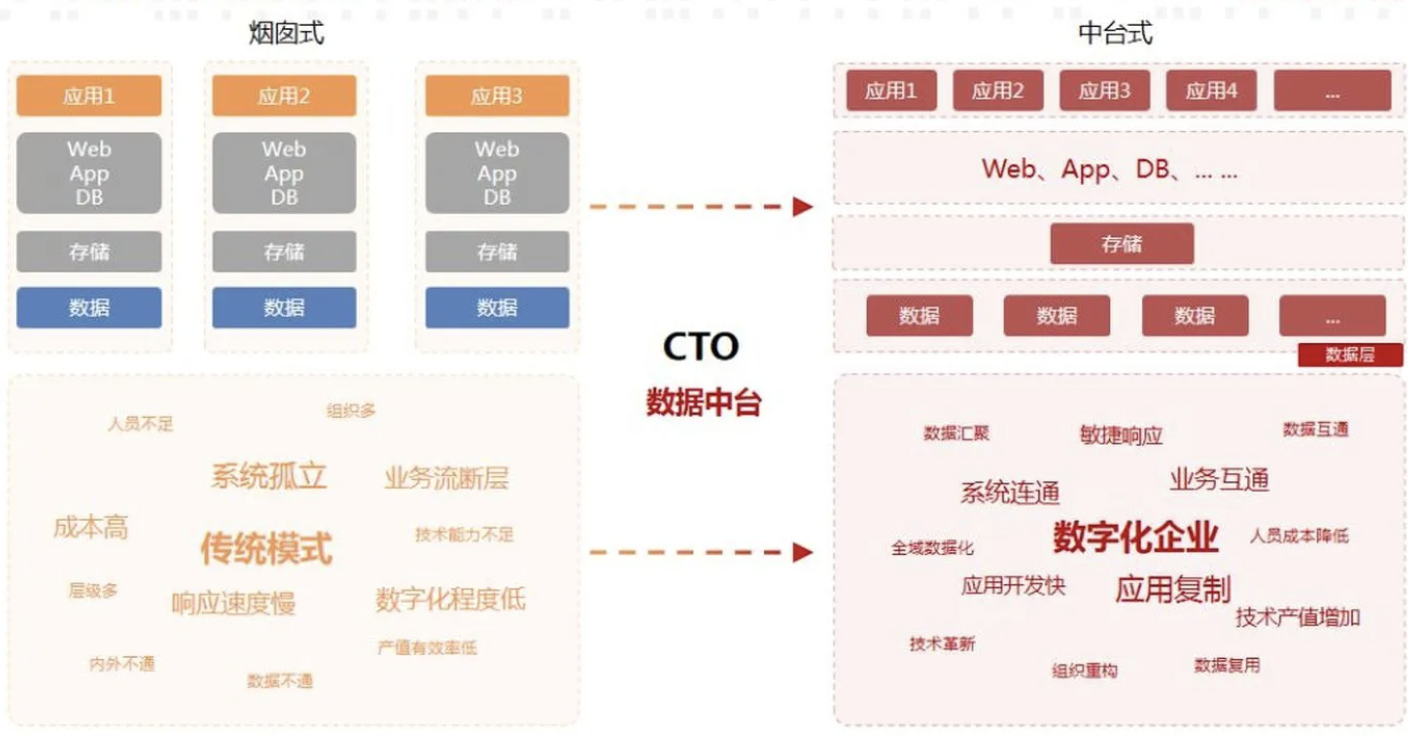 烟囱式
应用1
Web
App
DB
存储
数据
应用2
Web
App
DB
存储
数据
应用3
Web
App
DB
存储
数据
人员不足
组织多
系统孤立
业务流断层
成本高
传统模式
技术能力不足
层级多
响应速度慢
数字化程度低
产值有效率低
内外不通
数据不通
CTO
数据中台
中台式
应用1 应用2 应用3 应用4 ...
Web、App、DB、... ...
存储
数据 数据 数据 ...
数据层
数据汇聚
敏捷响应
数据互通
系统连通
业务互通
数字化企业
人员成本降低
全域数据化
应用开发快
应用复制
技术产值增加
技术革新
组织重构
数据复用